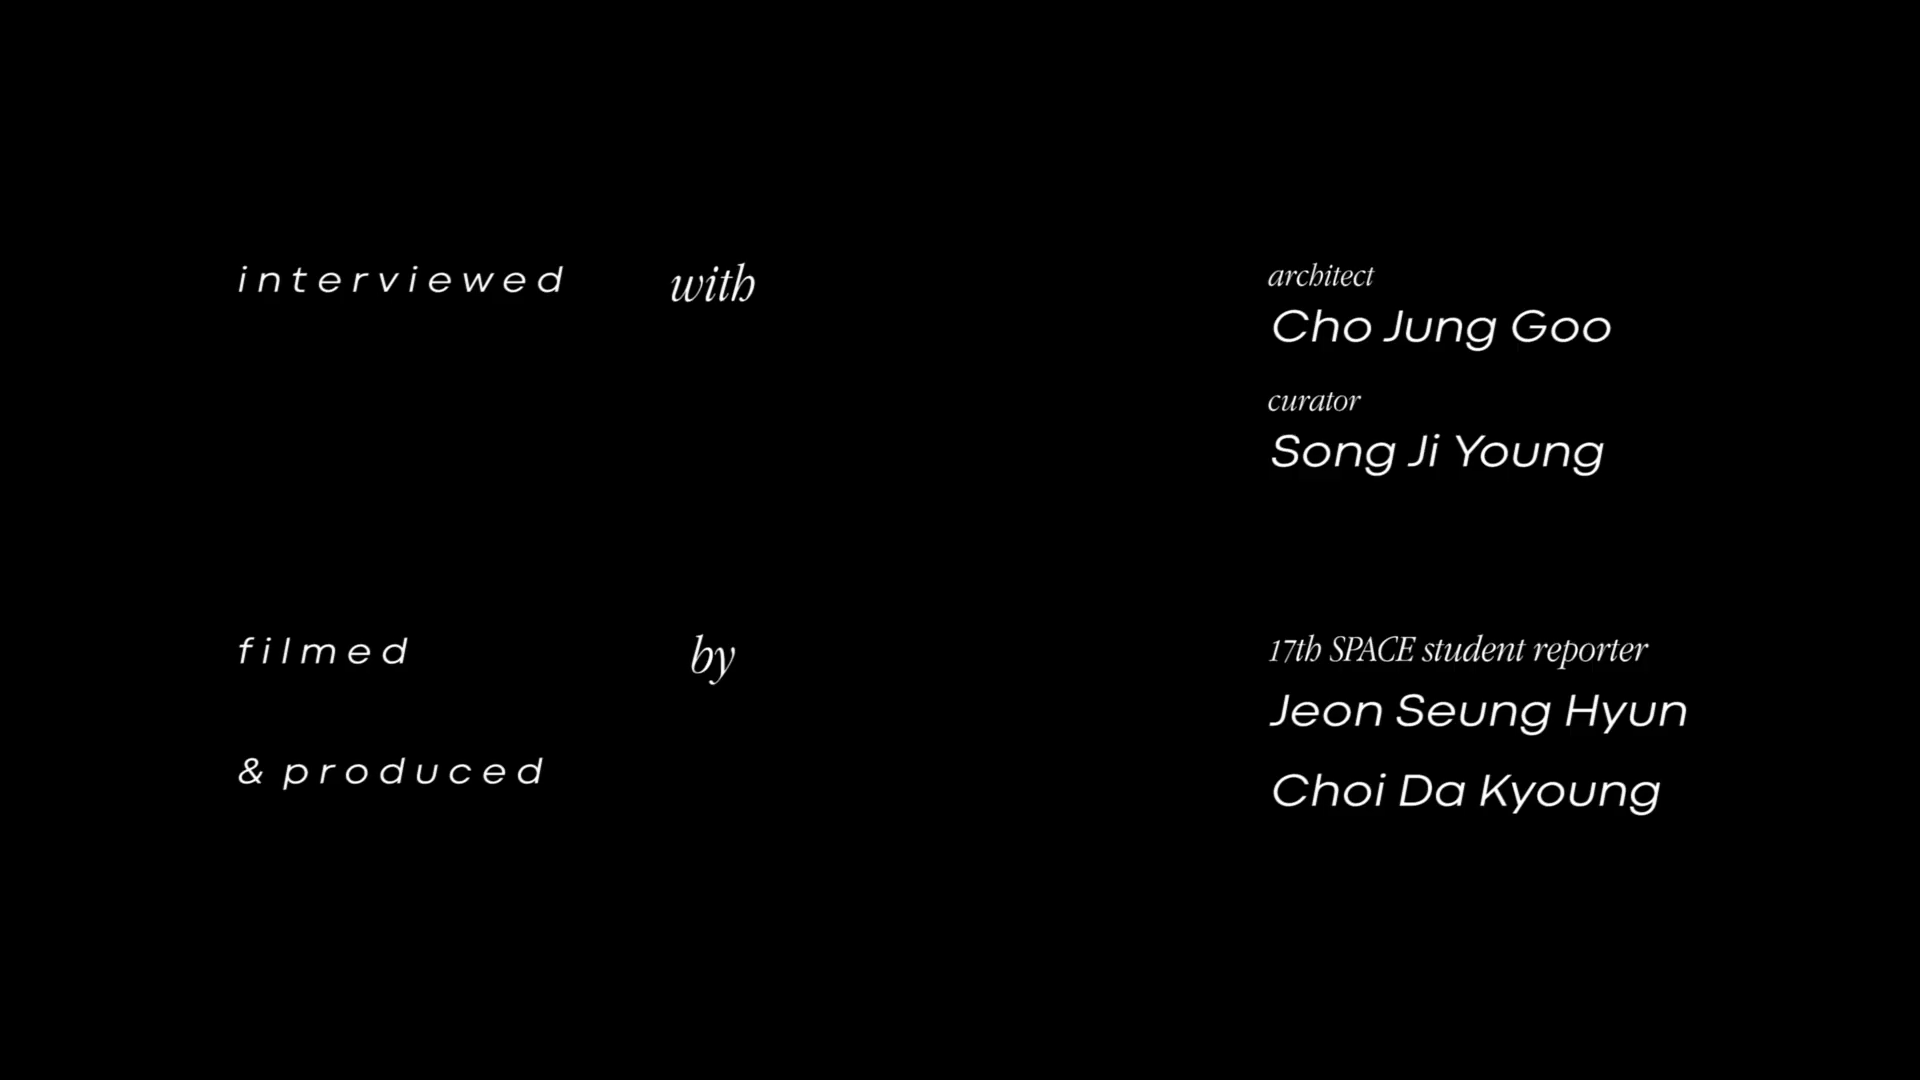 interviewed with
architect
Cho Jung Goo
curator
Song Ji Young
filmed by
& produced
17th SPACE student reporter
Jeon Seung Hyun
Choi Da Kyoung